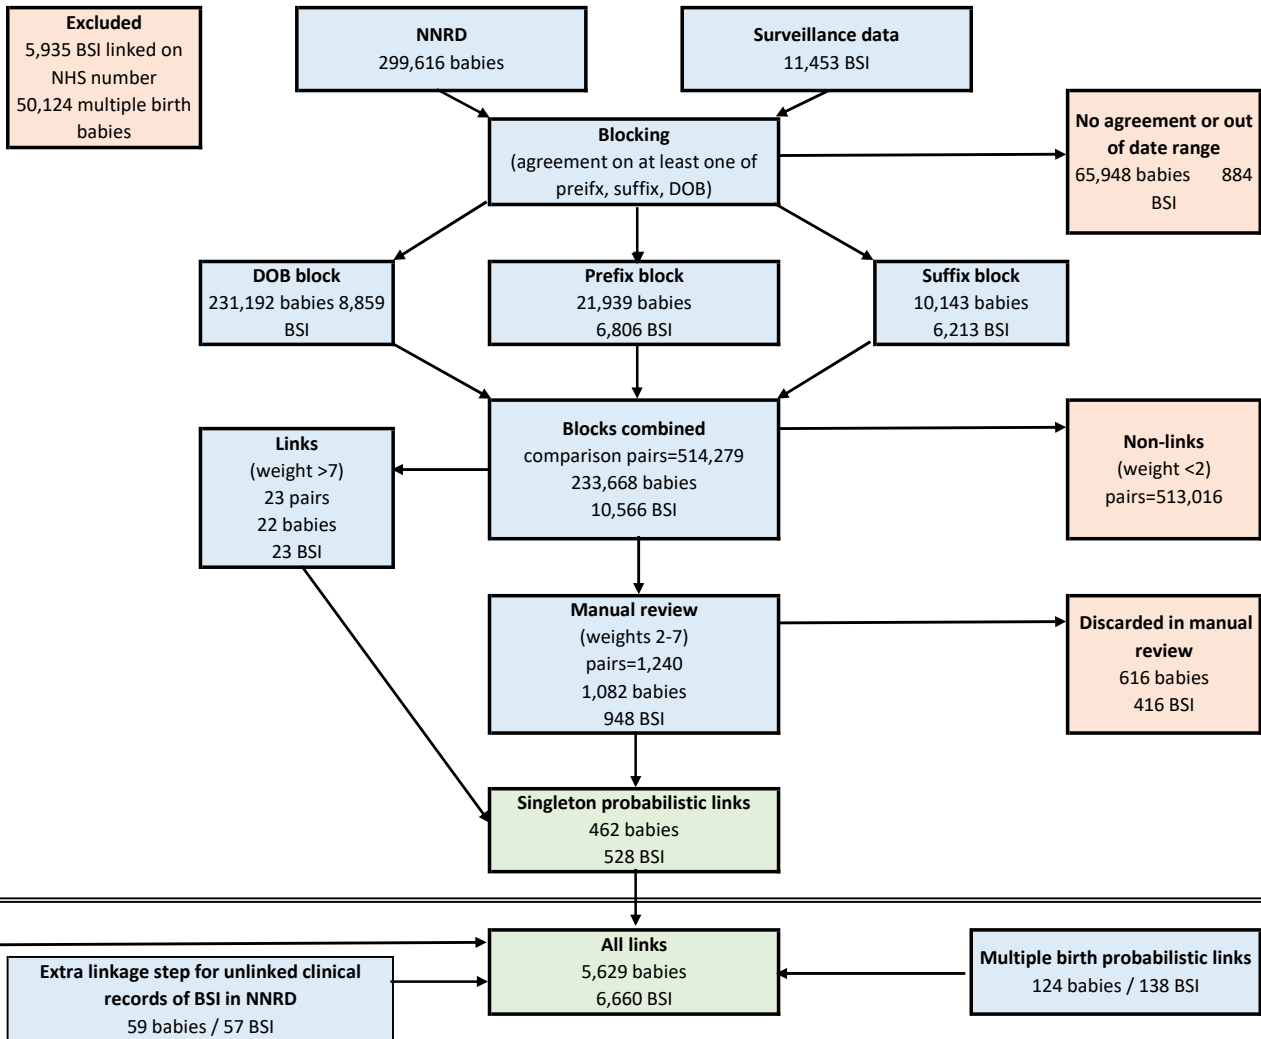 Excluded
5,935 BSI linked on
NHS number
50,124 multiple birth
babies
NNRD
299,616 babies
Surveillance data
11,453 BSI
Blocking
(agreement on at least one of
preifx, suffix, DOB)
No agreement or out
of date range
65,948 babies 884
BSI
DOB block
231,192 babies 8,859
BSI
Prefix block
21,939 babies
6,806 BSI
Suffix block
10,143 babies
6,213 BSI
Links
(weight >7)
23 pairs
22 babies
23 BSI
Blocks combined
comparison pairs=514,279
233,668 babies
10,566 BSI
Non-links
(weight <2)
pairs=513,016
Manual review
(weights 2-7)
pairs=1,240
1,082 babies
948 BSI
Discarded in manual
review
616 babies
416 BSI
Singleton probabilistic links
462 babies
528 BSI
All links
5,629 babies
6,660 BSI
Extra linkage step for unlinked clinical
records of BSI in NNRD
59 babies / 57 BSI
Multiple birth probabilistic links
124 babies / 138 BSI